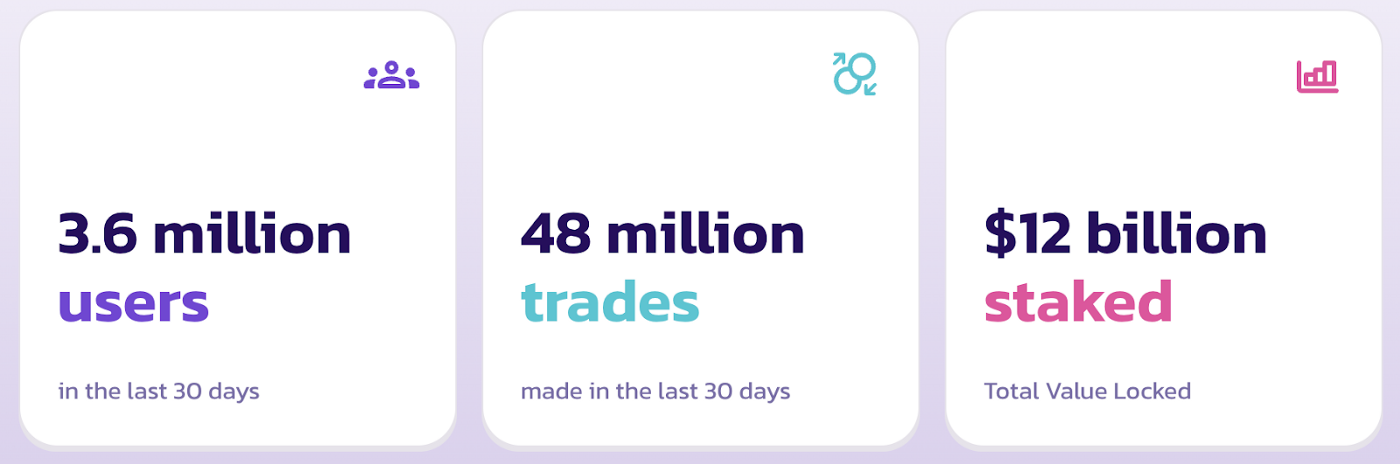 3.6 million
users
in the last 30 days
48 million
trades
made in the last 30 days
$12 billion
staked
Total Value Locked